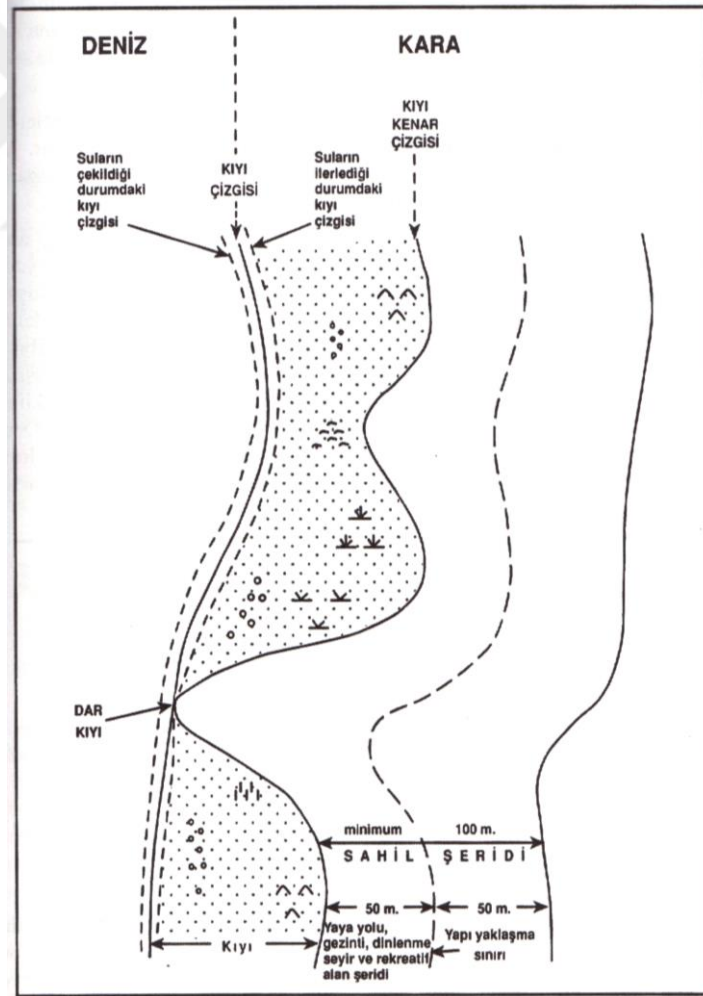 DENİZ
KARA
KIYI
KENAR
ÇİZGİSİ
Suların
çekildiği
durumdaki
kıyı
çizgisi
KIYI
ÇİZGİSİ
Suların
ilerlediği
durumdaki
kıyı
çizgisi
DAR
KIYI
minimum 100 m.
SAHİL ŞERİDİ
50 m. 50 m.
Kıyı
Yaya yolu,
gezinti, dinlenme
seyir ve rekreatif
alan şeridi
Yapı yaklaşma
sınırı